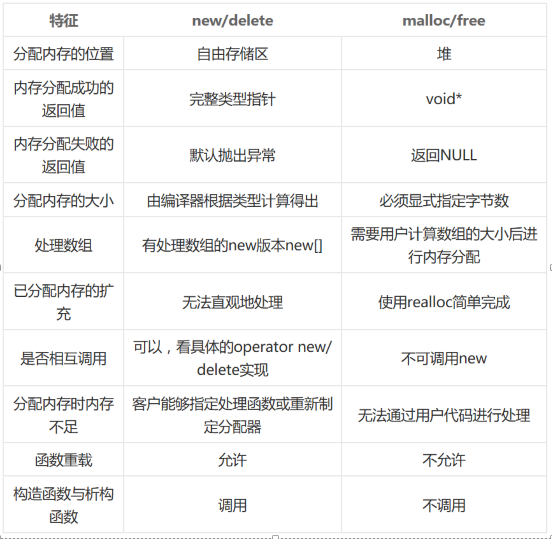 特征 new/delete malloc/free
分配内存的位置 自由存储区 堆
内存分配成功的
返回值 完整类型指针 void*
内存分配失败的
返回值 默认抛出异常 返回NULL
分配内存的大小 由编译器根据类型计算得出 必须显式指定字节数
处理数组 有处理数组的new版本new[] 需要用户计算数组的大小后进
行内存分配
已分配内存的扩
充 无法直观地处理 使用realloc简单完成
是否相互调用 可以，看具体的operator new/
delete实现 不可调用new
分配内存时内存
不足 客户能够指定处理函数或重新制
定分配器 无法通过用户代码进行处理
函数重载 允许 不允许
构造函数与析构
函数 调用 不调用